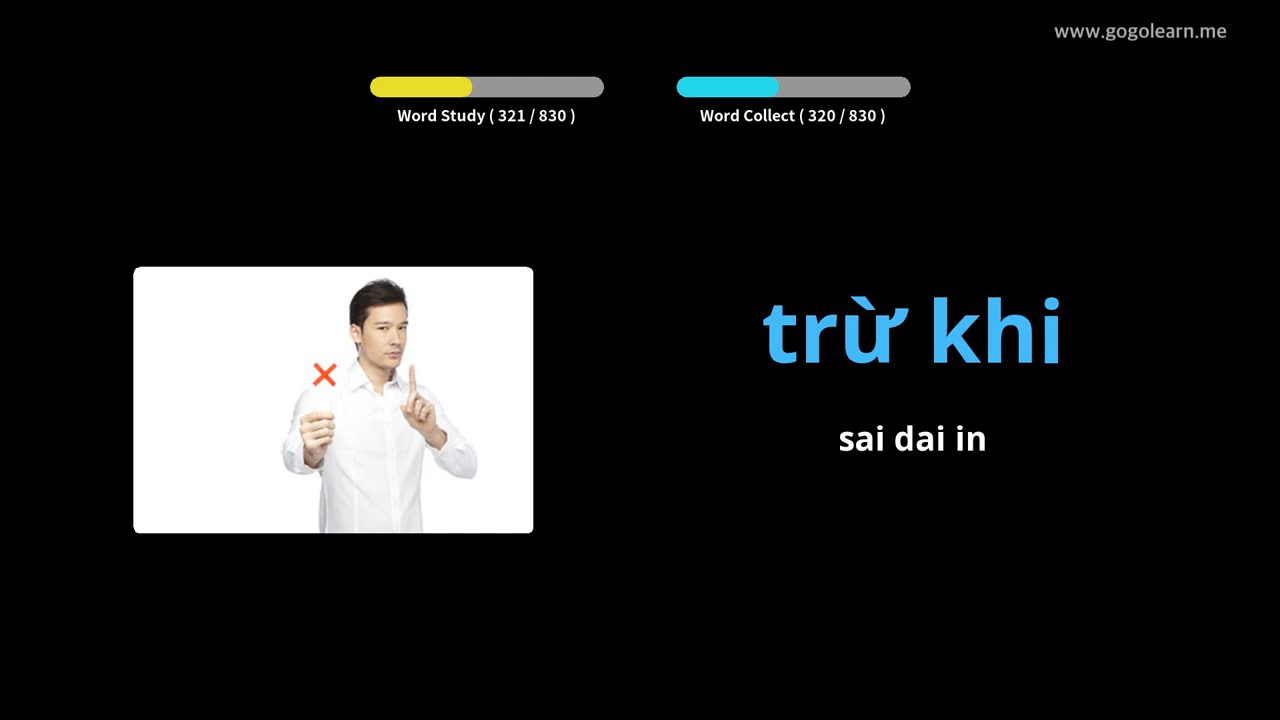 www.gogolearn.me
Word Study ( 321 / 830 )
Word Collect ( 320 / 830 )
trừ khi
sai dai in